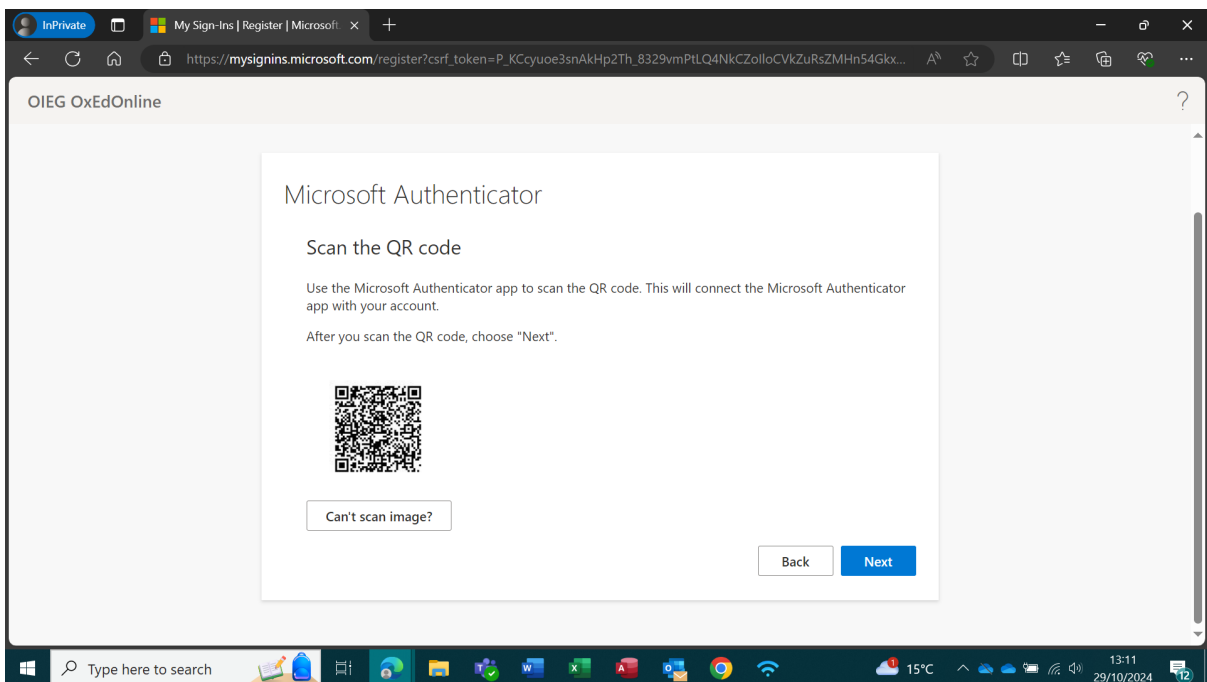 InPrivate
My Sign-Ins | Register | Microsoft
https://mysignins.microsoft.com/register?csrf_token=P_KCcyuoe3snAkHp2Th_8329vmPtLQ4NkCZoIloCVkZuRsZMHn54Gkx...
OIEG OxEdOnline
?
Microsoft Authenticator
Scan the QR code
Use the Microsoft Authenticator app to scan the QR code. This will connect the Microsoft Authenticator
app with your account.
After you scan the QR code, choose "Next".
Can't scan image?
Back
Next
Type here to search
15°C
13:11
29/10/2024
12